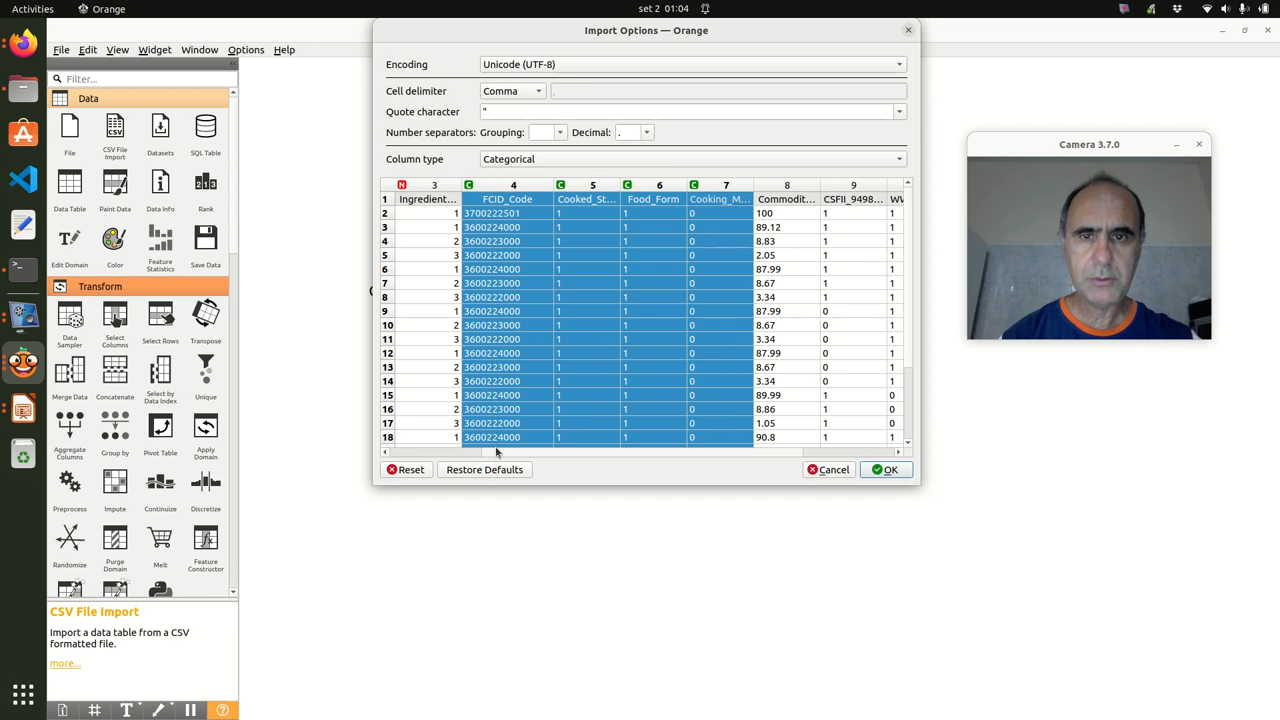 Activities Orange set 2 01:04
Import Options — Orange
File Edit View Widget Window Options Help
Filter...
Data
File CSV File Import Datasets SQL Table
Data Table Paint Data Data Info Rank
Edit Domain Color Feature Statistics Save Data
Transform
Data Sampler Select Columns Select Rows Transpose
Merge Data Concatenate Select by Data Index Unique
Aggregate Columns Group by Pivot Table Apply Domain
Preprocess Impute Continuize Discretize
Randomize Purge Domain Melt Feature Constructor
CSV File Import
Import a data table from a CSV
formatted file.
more...
Encoding Unicode (UTF-8)
Cell delimiter Comma
Quote character "
Number separators: Grouping: Decimal: .
Column type Categorical
N 3 C 4 C 5 C 6 C 7 8 9
1 Ingredient... FCID_Code Cooked_St... Food_Form Cooking_M... Commodit... CSFII_9498... WW
2 1 3700222501 1 1 0 100 1 1
3 1 3600224000 1 1 0 89.12 1 1
4 2 3600223000 1 1 0 8.83 1 1
5 3 3600222000 1 1 0 2.05 1 1
6 1 3600224000 1 1 0 87.99 1 1
7 2 3600223000 1 1 0 8.67 1 1
8 3 3600222000 1 1 0 3.34 1 1
9 1 3600224000 1 1 0 87.99 0 1
10 2 3600223000 1 1 0 8.67 0 1
11 3 3600222000 1 1 0 3.34 0 1
12 1 3600224000 1 1 0 87.99 0 1
13 2 3600223000 1 1 0 8.67 0 1
14 3 3600222000 1 1 0 3.34 0 1
15 1 3600224000 1 1 0 89.99 1 0
16 2 3600223000 1 1 0 8.86 1 0
17 3 3600222000 1 1 0 1.05 1 0
18 1 3600224000 1 1 0 90.8 1 1
Reset Restore Defaults Cancel OK
Camera 3.7.0